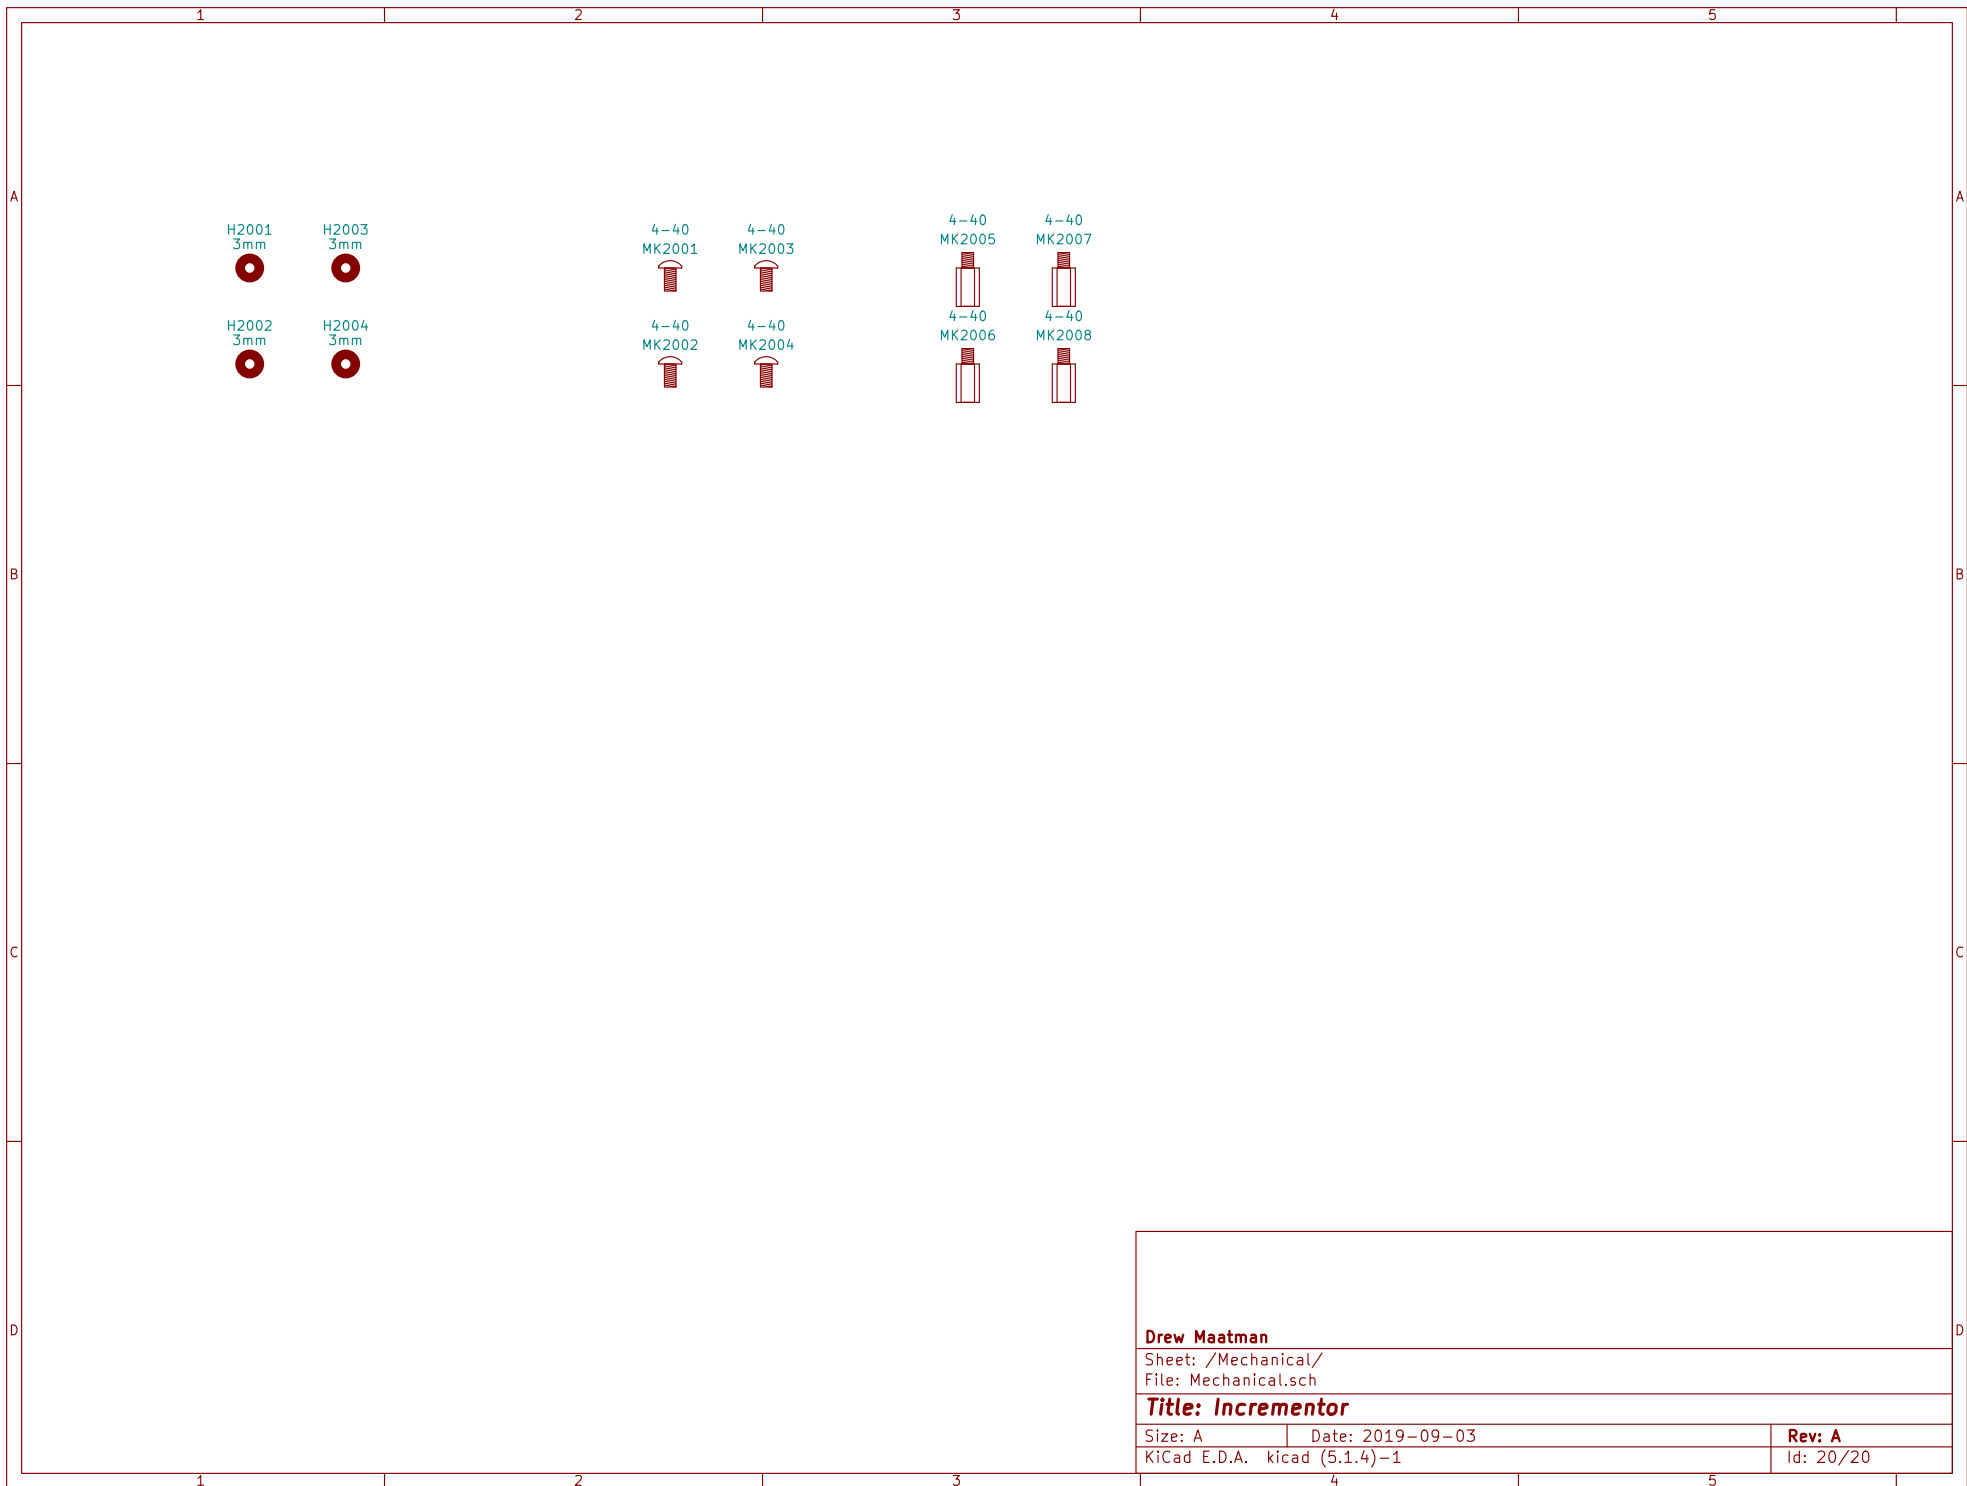 1 2 3 4 5
A A
H2001 H2003 4-40 4-40 4-40 4-40
3mm 3mm MK2001 MK2003 MK2005 MK2007
H2002 H2004 4-40 4-40 4-40 4-40
3mm 3mm MK2002 MK2004 MK2006 MK2008
B B
C C
D D
Drew Maatman
Sheet: /Mechanical/
File: Mechanical.sch
Title: Incrementor
Size: A Date: 2019-09-03 Rev: A
KiCad E.D.A. kicad (5.1.4)-1 Id: 20/20
1 2 3 4 5